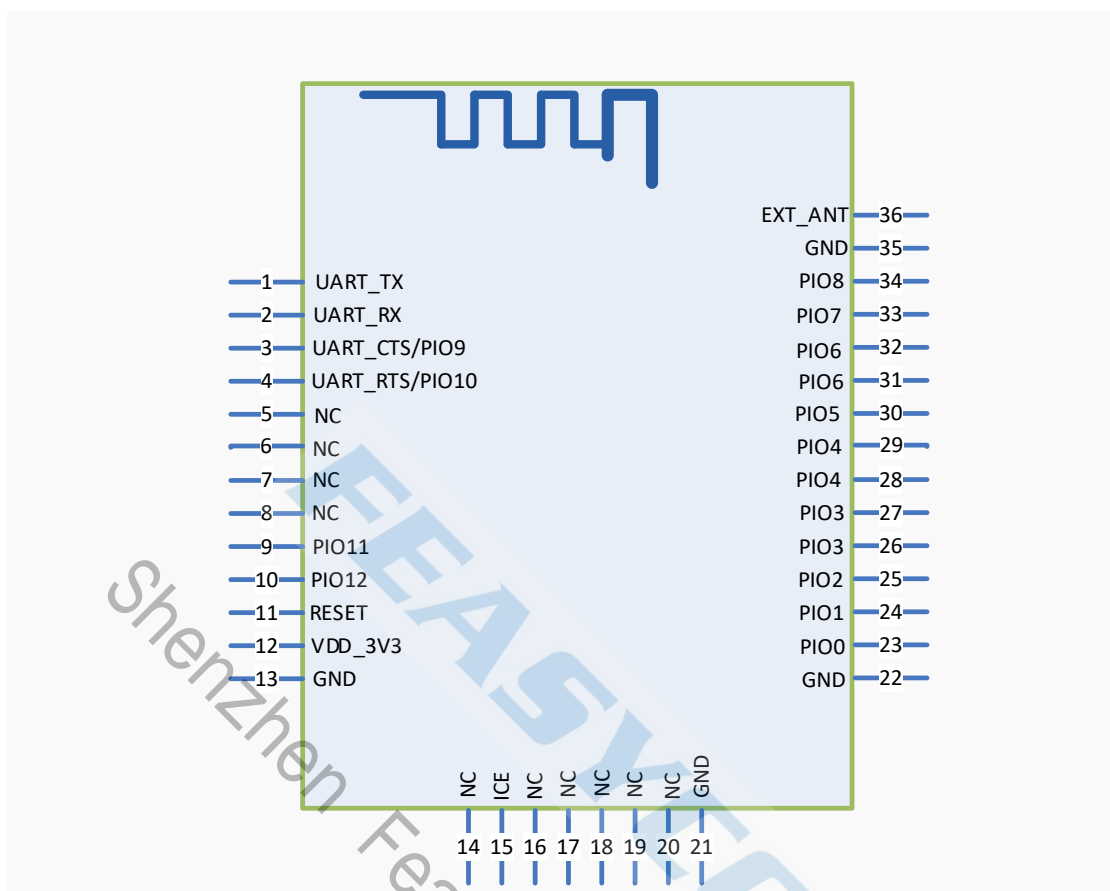 EXT_ANT 36
GND 35
1 UART_TX PIO8 34
2 UART_RX PIO7 33
3 UART_CTS/PIO9 PIO6 32
4 UART_RTS/PIO10 PIO6 31
5 NC PIO5 30
6 NC PIO4 29
7 NC PIO4 28
8 NC PIO3 27
9 PIO11 PIO3 26
10 PIO12 PIO2 25
11 RESET PIO1 24
12 VDD_3V3 PIO0 23
13 GND GND 22
NC ICE NC NC NC NC NC GND
14 15 16 17 18 19 20 21
FEASYCO
Shenzhen Fea